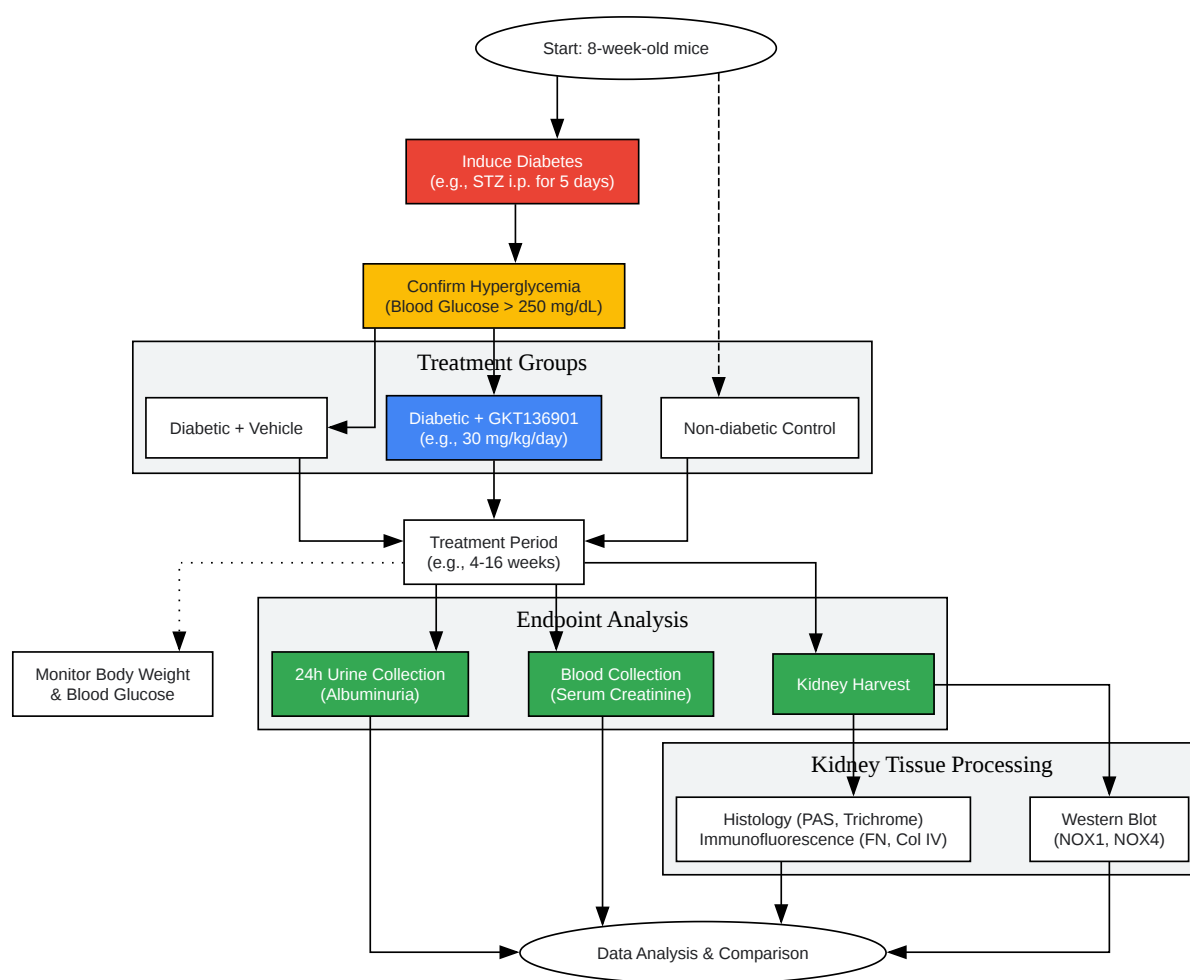 Start: 8-week-old mice
Induce Diabetes
(e.g., STZ i.p. for 5 days)
Confirm Hyperglycemia
(Blood Glucose > 250 mg/dL)
Treatment Groups
Diabetic + Vehicle
Diabetic + GKT136901
(e.g., 30 mg/kg/day)
Non-diabetic Control
Treatment Period
(e.g., 4-16 weeks)
Endpoint Analysis
Monitor Body Weight
& Blood Glucose
24h Urine Collection
(Albuminuria)
Blood Collection
(Serum Creatinine)
Kidney Harvest
Kidney Tissue Processing
Histology (PAS, Trichrome)
Immunofluorescence (FN, Col IV)
Western Blot
(NOX1, NOX4)
Data Analysis & Comparison